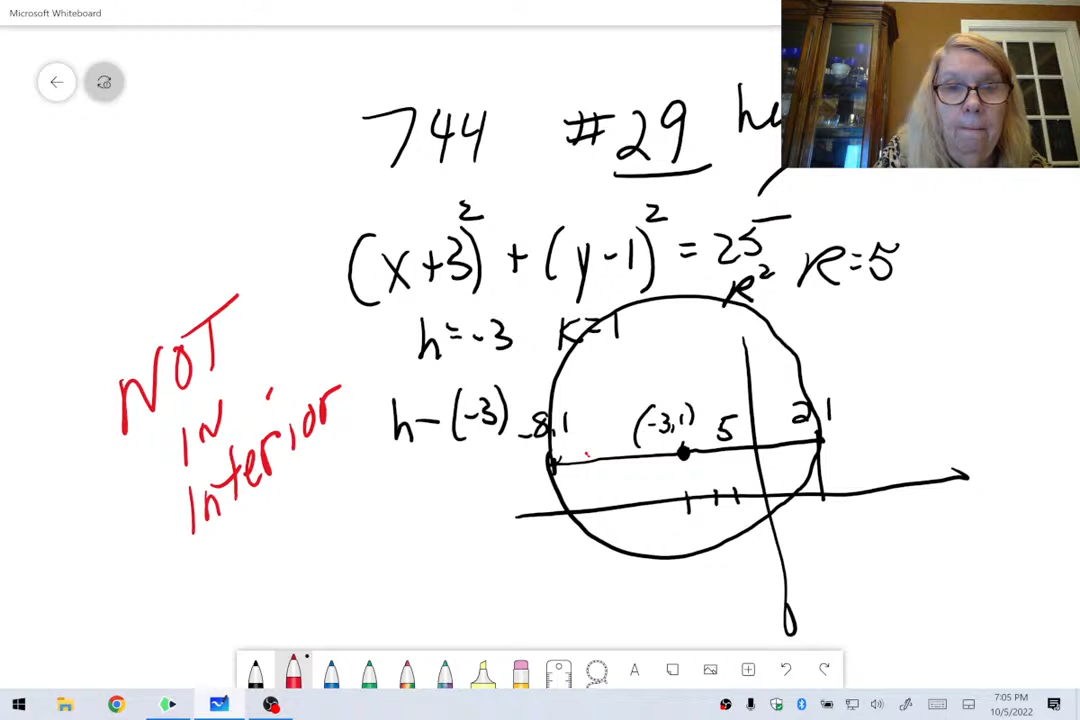 Microsoft Whiteboard
744 #29
(x+3)² + (y-1)² = 25
R² R=5
h=-3 K=1
h-(-3)
-8,1
(-3,1)
5
2,1
NOT
IN
Interior
A
7:05 PM
10/5/2022